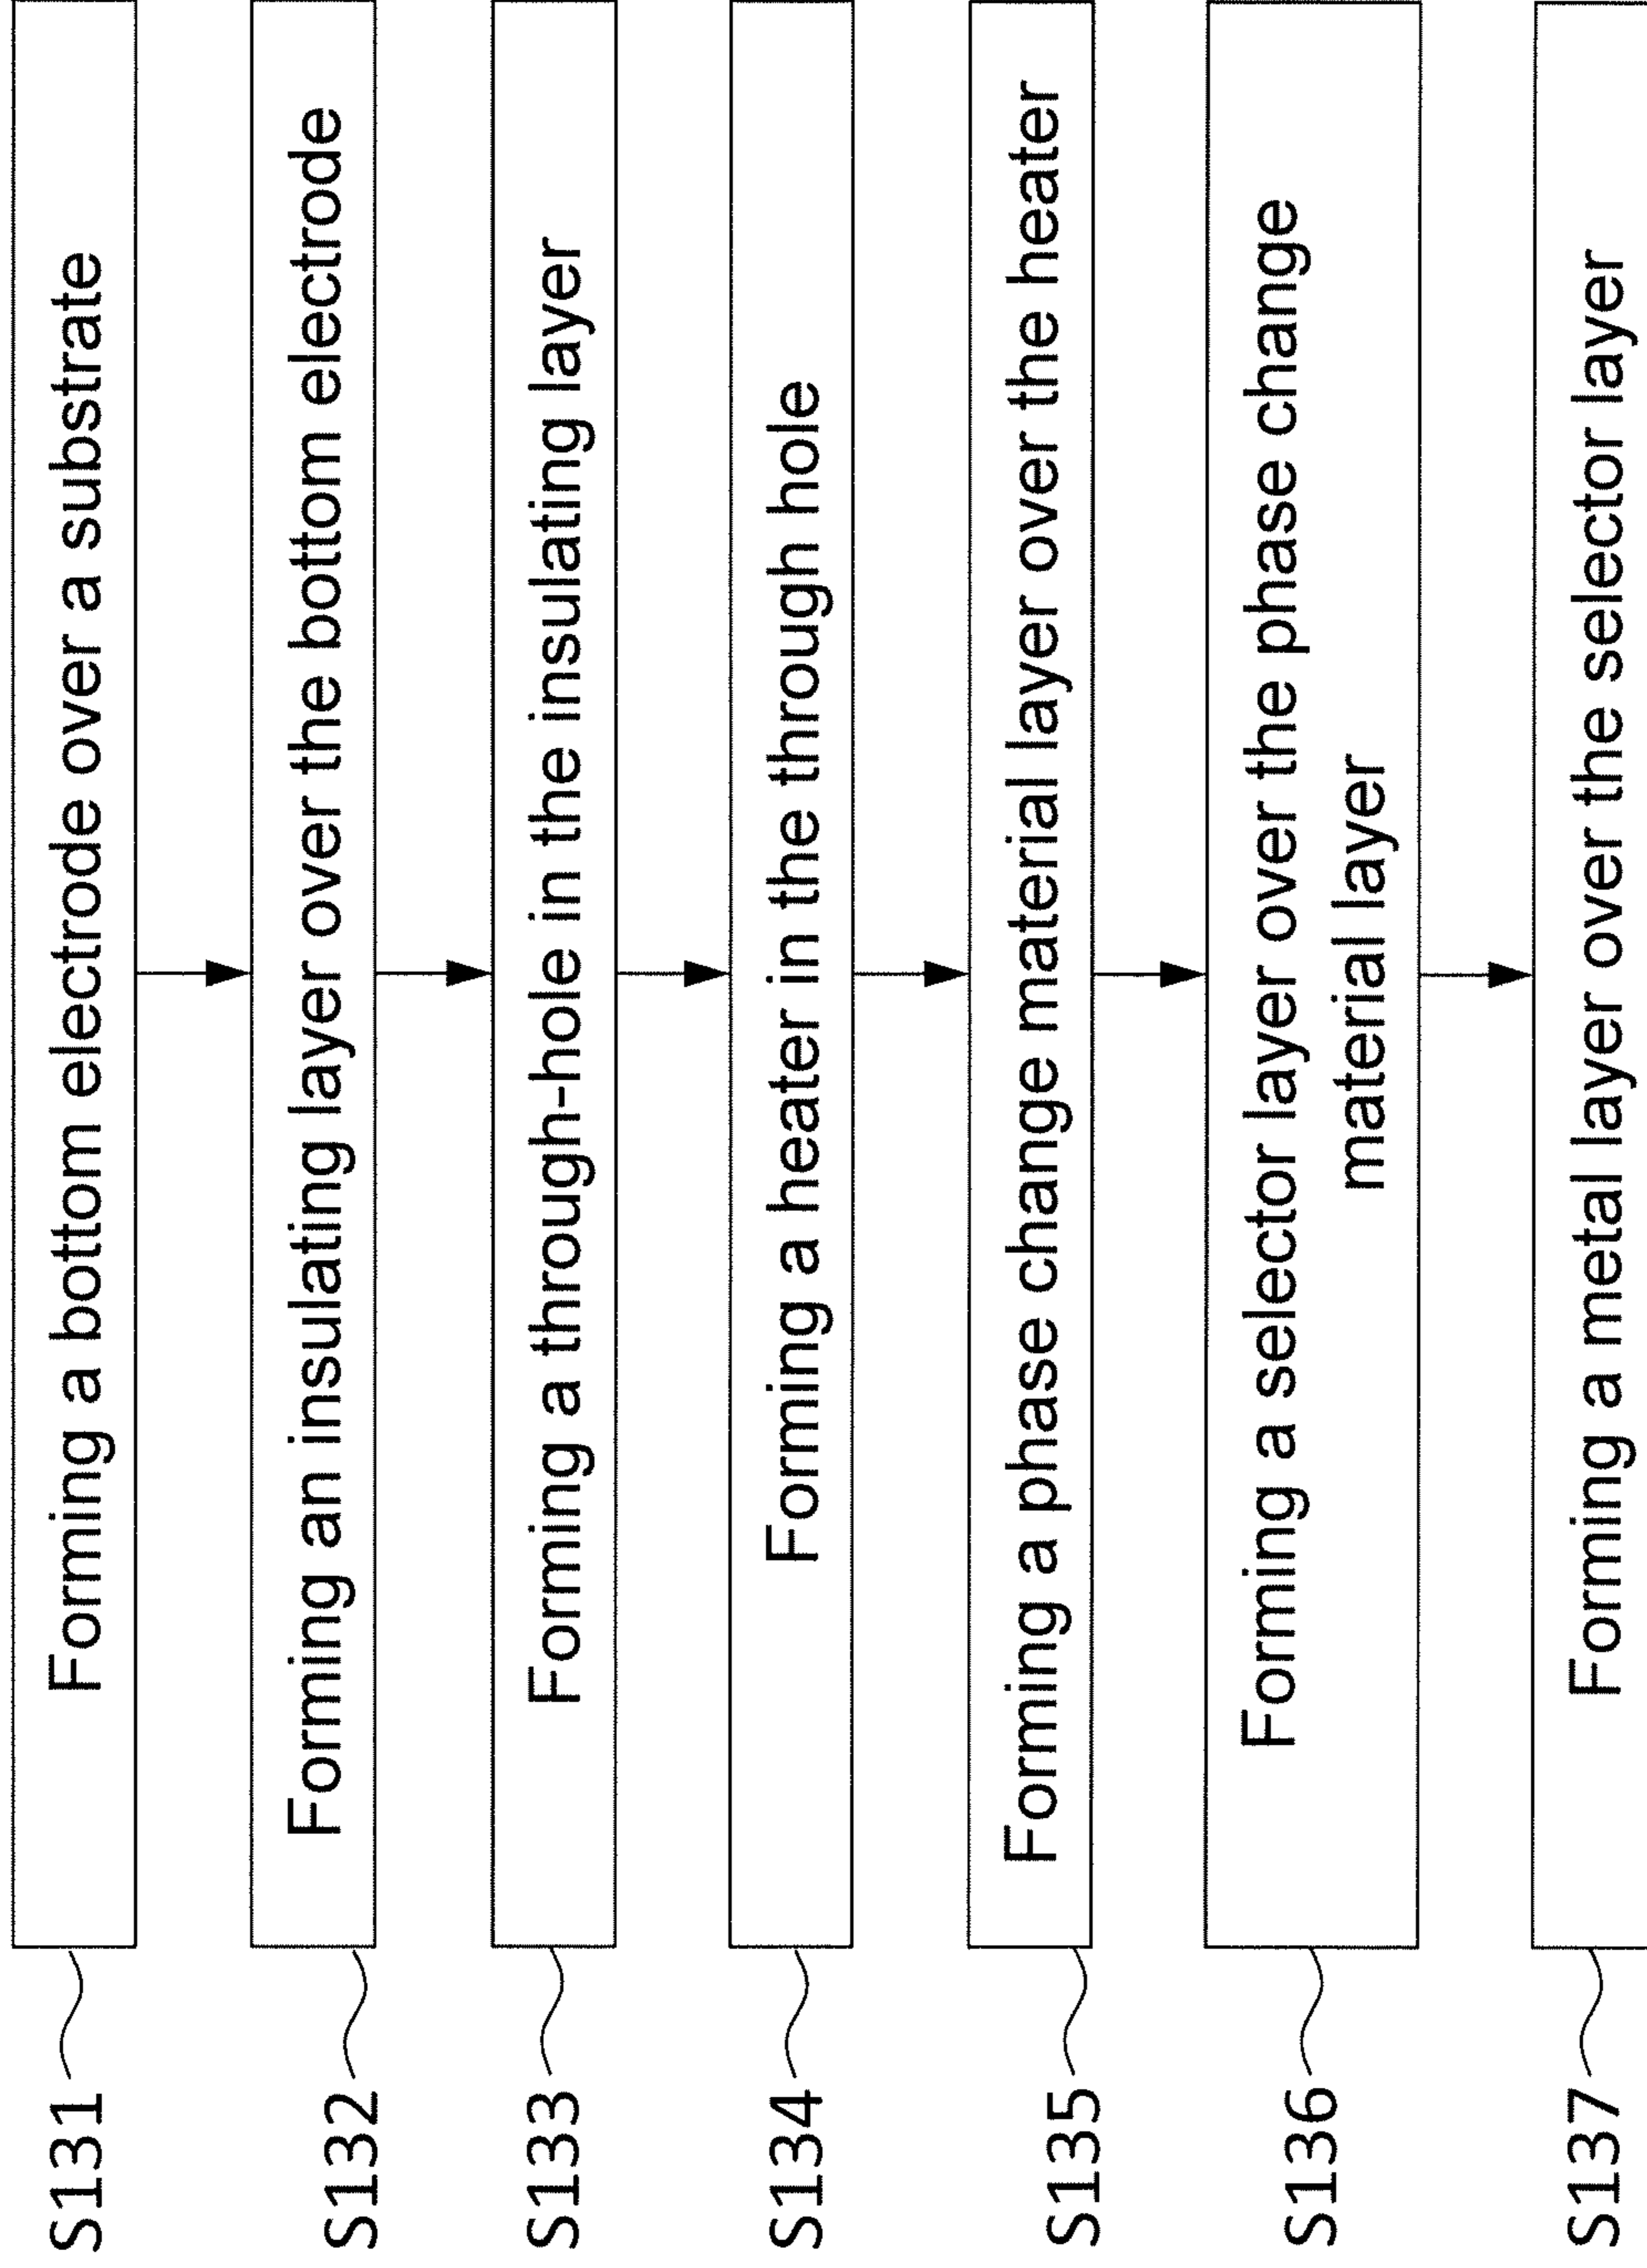 S131
Forming a bottom electrode over a substrate
S132
Forming an insulating layer over the bottom electrode
S133
Forming a through-hole in the insulating layer
S134
Forming a heater in the through hole
S135
Forming a phase change material layer over the heater
S136
Forming a selector layer over the phase change
material layer
S137
Forming a metal layer over the selector layer